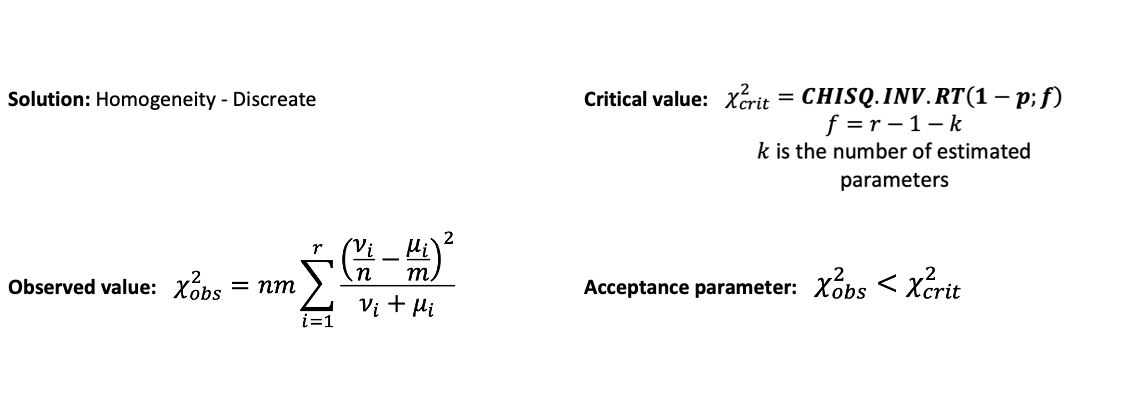 Solution: Homogeneity - Discreate
Critical value: χ²crit = CHISQ.INV.RT(1 − p; f)
f = r − 1 − k
k is the number of estimated
parameters
Observed value: χ²obs = nm ∑_{i=1}^{r} (νᵢ/n − μᵢ/m)² / (νᵢ + μᵢ)
Acceptance parameter: χ²obs < χ²crit